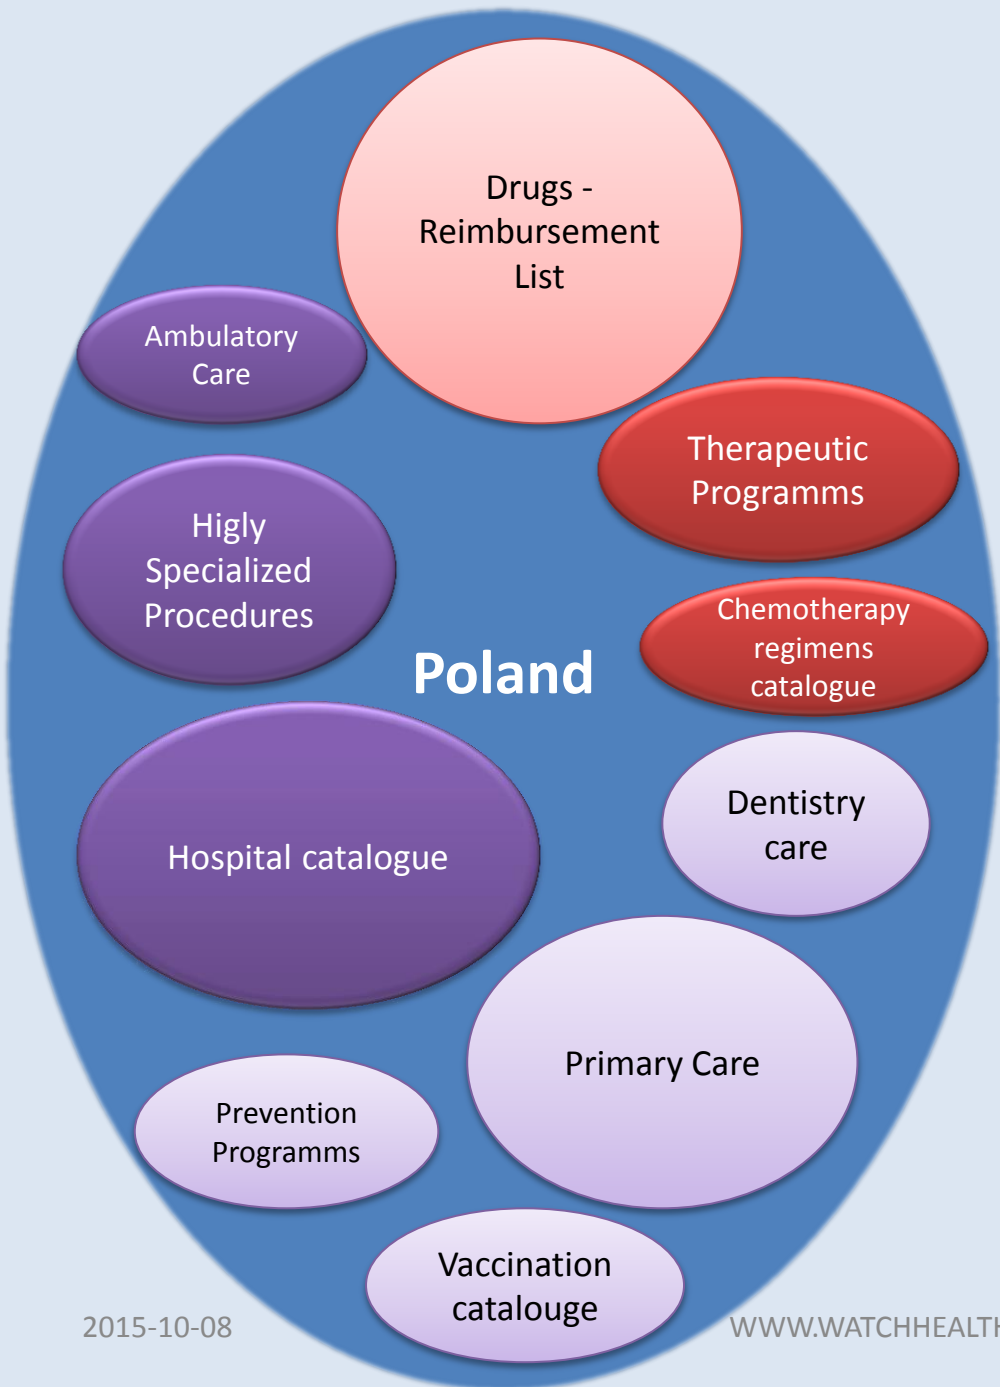 Drugs -
Reimbursement
List
Ambulatory
Care
Therapeutic
Programms
Higly
Specialized
Procedures
Chemotherapy
regimens
catalogue
Poland
Dentistry
care
Hospital catalogue
Primary Care
Prevention
Programms
Vaccination
catalouge
2015-10-08
WWW.WATCHHEALTH